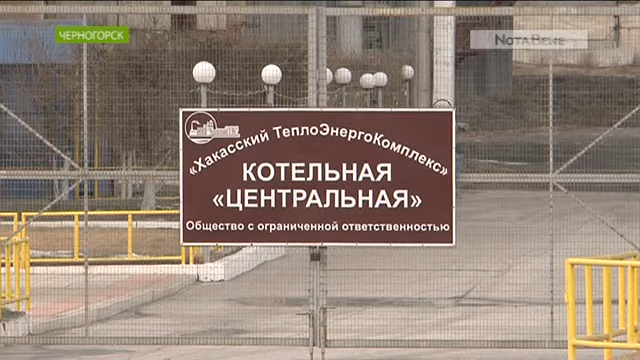 ЧЕРНОГОРСК
NOTA BENE
«Хакасский ТеплоЭнергоКомплекс»
КОТЕЛЬНАЯ
«ЦЕНТРАЛЬНАЯ»
Общество с ограниченной ответственностью